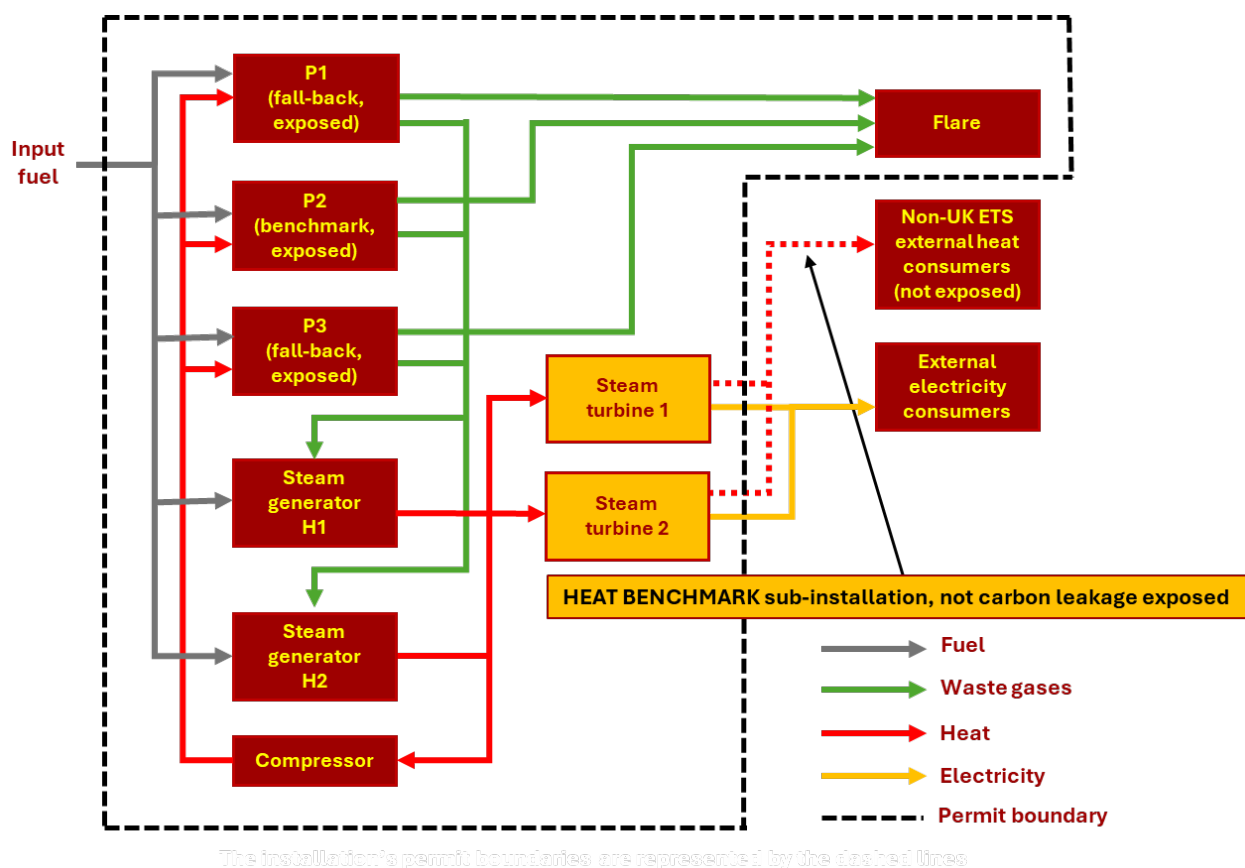 P1
(fall-back,
exposed)
Flare
Input
fuel
P2
(benchmark,
exposed)
Non-UK ETS
external heat
consumers
(not exposed)
P3
(fall-back,
exposed)
External
electricity
consumers
Steam
turbine 1
Steam
generator
H1
Steam
turbine 2
HEAT BENCHMARK sub-installation, not carbon leakage exposed
Steam
generator
H2
Fuel
Waste gases
Heat
Compressor
Electricity
Permit boundary
The installation's permit boundaries are represented by the dashed lines